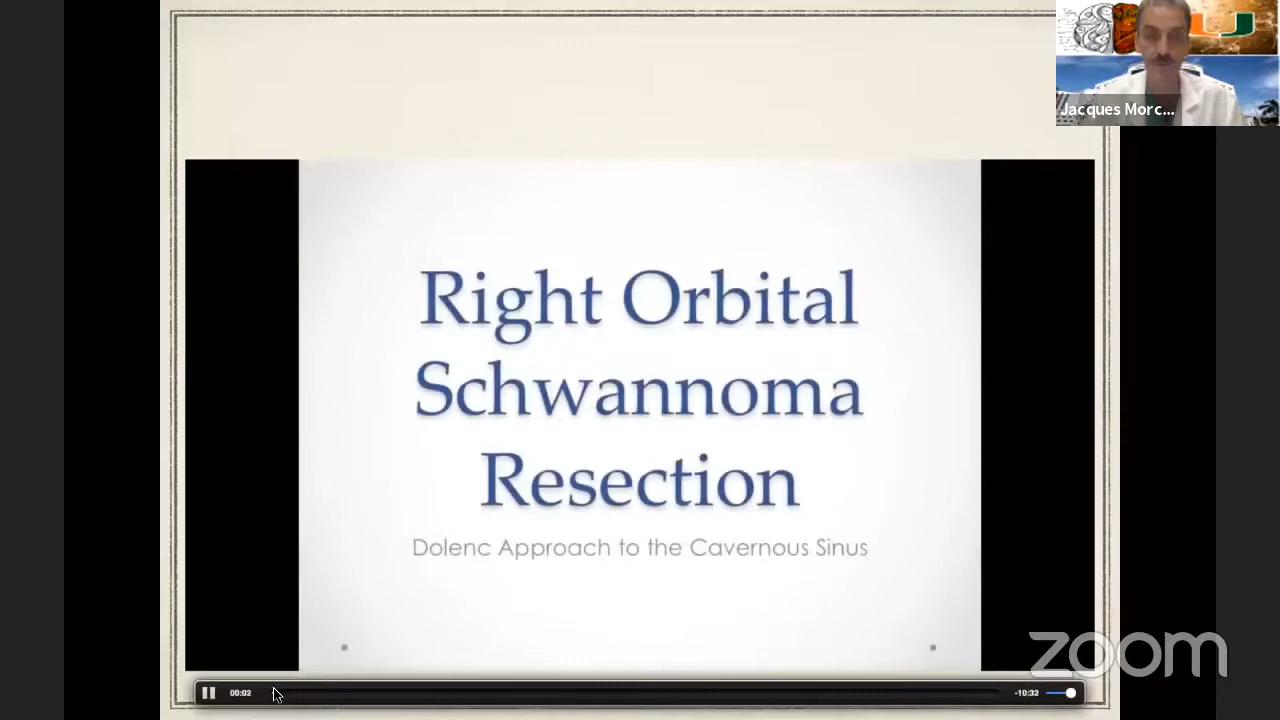 Jacques Morc...
Right Orbital
Schwannoma
Resection
Dolenc Approach to the Cavernous Sinus
zoom
00:02
-10:32